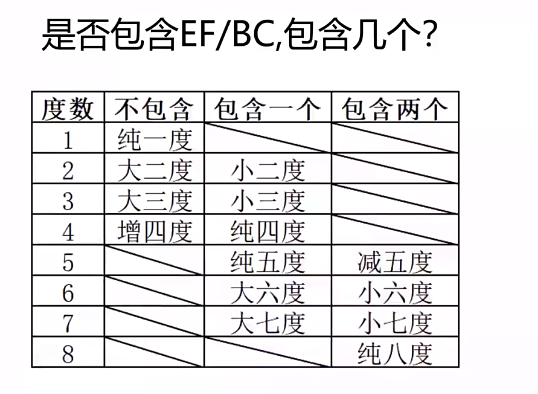 是否包含EF/BC,包含几个?
度数 不包含 包含一个 包含两个
1 纯一度
2 大二度 小二度
3 大三度 小三度
4 增四度 纯四度
5 纯五度 减五度
6 大六度 小六度
7 大七度 小七度
8 纯八度